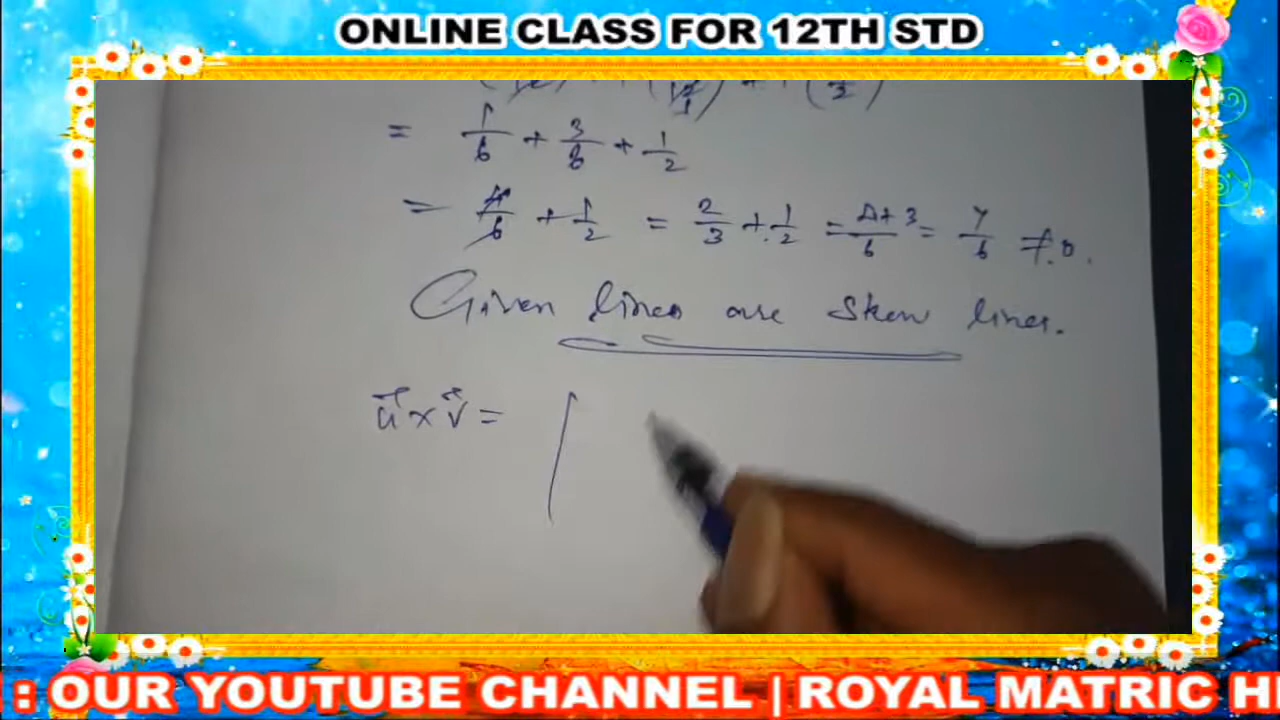 ONLINE CLASS FOR 12TH STD
= 1/6 + 3/6 + 1/2
= 4/6 + 1/2 = 2/3 + 1/2 = 4+3/6 = 7/6 ≠ 0.
Given lines are Skew lines.
u⃗ × v⃗ =
: OUR YOUTUBE CHANNEL | ROYAL MATRIC H